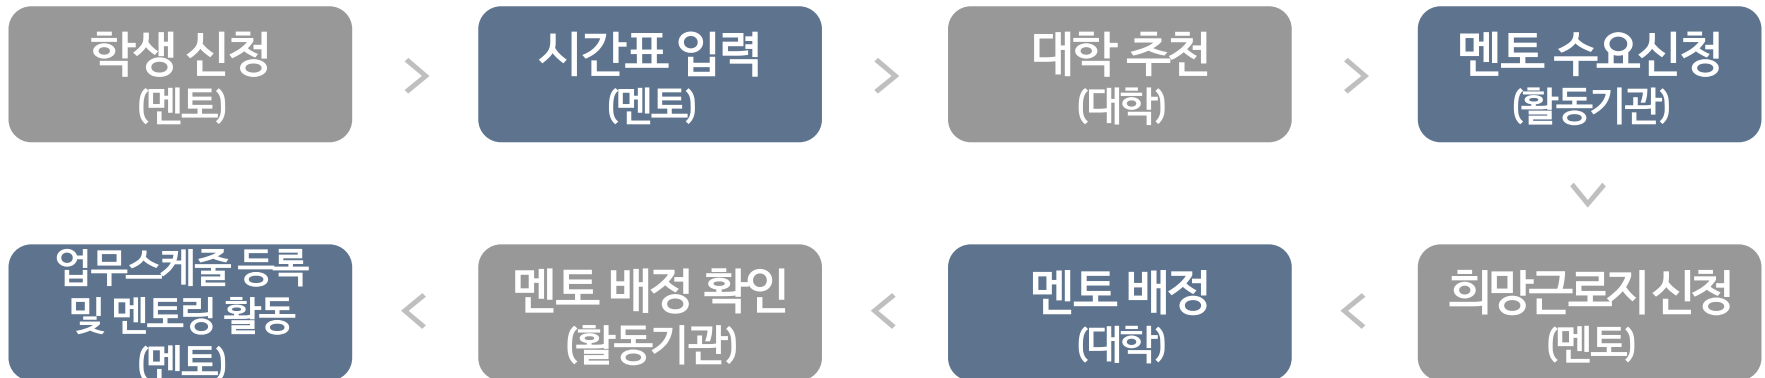 학생 신청
(멘토)
시간표 입력
(멘토)
대학 추천
(대학)
멘토 수요신청
(활동기관)
희망근로지 신청
(멘토)
멘토 배정
(대학)
멘토 배정 확인
(활동기관)
업무스케줄 등록
및 멘토링 활동
(멘토)